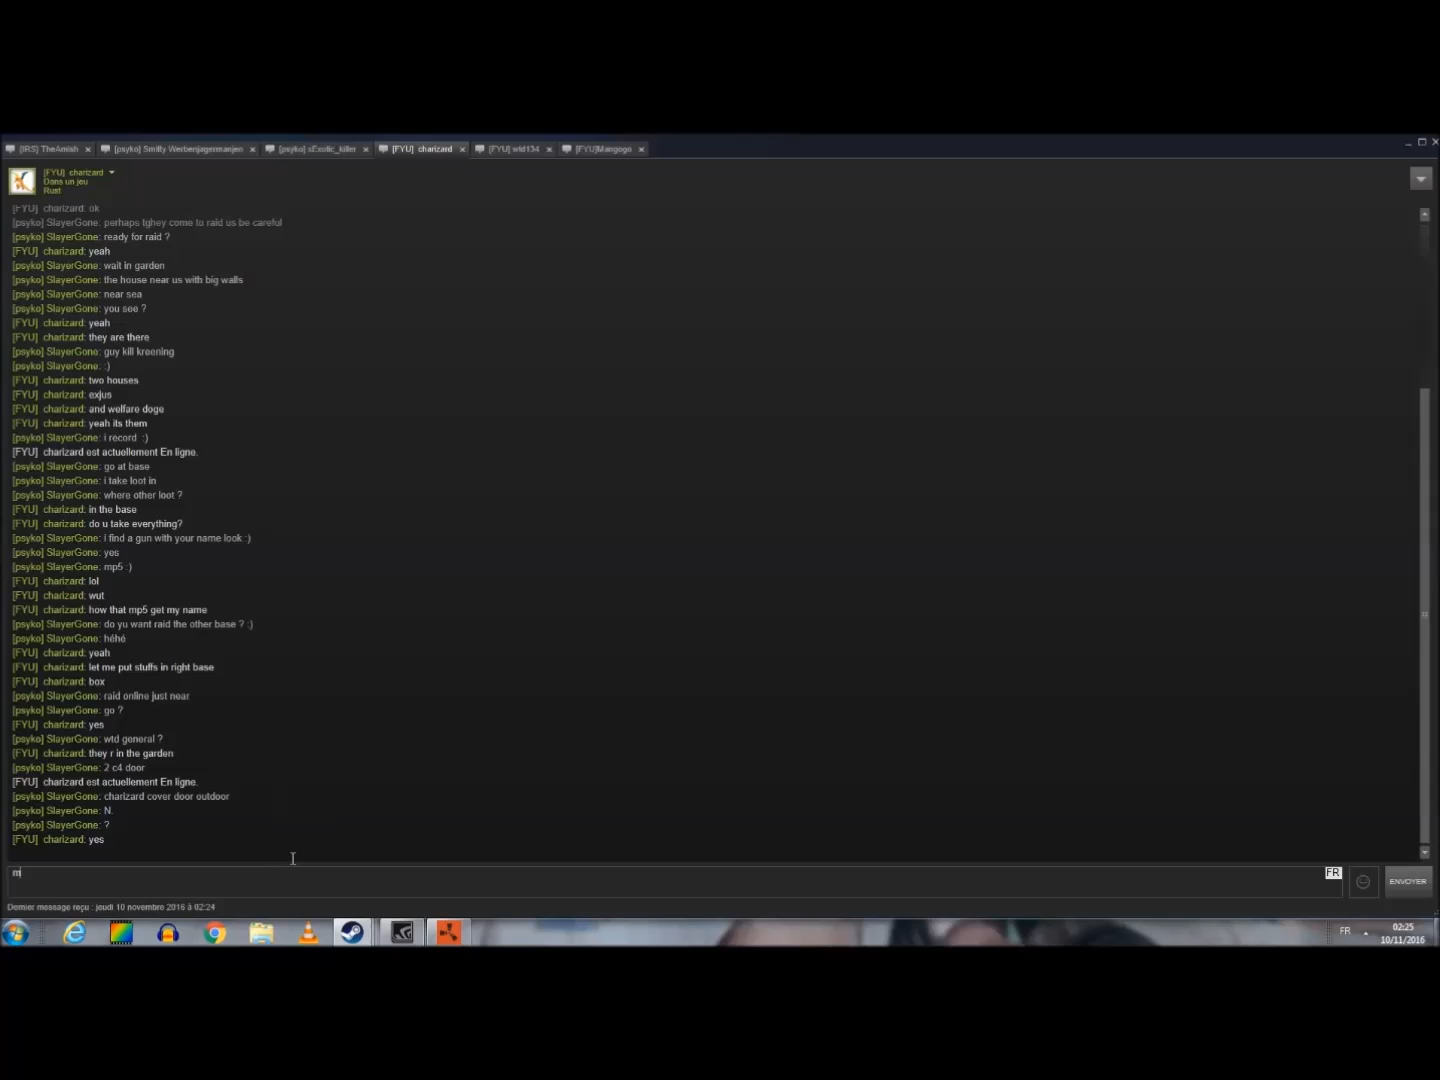 [IRS] TheAmish [psyko] Smitty Werbenjagermanjen [psyko] xExotic_killer [FYU] charizard [FYU] wtd134 [FYU]Mangogo
[FYU] charizard
Dans un jeu
Rust
[FYU] charizard: ok
[psyko] SlayerGone: perhaps tghey come to raid us be careful
[psyko] SlayerGone: ready for raid ?
[FYU] charizard: yeah
[psyko] SlayerGone: wait in garden
[psyko] SlayerGone: the house near us with big walls
[psyko] SlayerGone: near sea
[psyko] SlayerGone: you see ?
[FYU] charizard: yeah
[FYU] charizard: they are there
[psyko] SlayerGone: guy kill kreening
[psyko] SlayerGone: :)
[FYU] charizard: two houses
[FYU] charizard: exjus
[FYU] charizard: and welfare doge
[FYU] charizard: yeah its them
[psyko] SlayerGone: i record :)
[FYU] charizard est actuellement En ligne.
[psyko] SlayerGone: go at base
[psyko] SlayerGone: i take loot in
[psyko] SlayerGone: where other loot ?
[FYU] charizard: in the base
[FYU] charizard: do u take everything?
[psyko] SlayerGone: i find a gun with your name look :)
[psyko] SlayerGone: yes
[psyko] SlayerGone: mp5 :)
[FYU] charizard: lol
[FYU] charizard: wut
[FYU] charizard: how that mp5 get my name
[psyko] SlayerGone: do yu want raid the other base ? :)
[psyko] SlayerGone: héhé
[FYU] charizard: yeah
[FYU] charizard: let me put stuffs in right base
[FYU] charizard: box
[psyko] SlayerGone: raid online just near
[psyko] SlayerGone: go ?
[FYU] charizard: yes
[psyko] SlayerGone: wtd general ?
[FYU] charizard: they r in the garden
[psyko] SlayerGone: 2 c4 door
[FYU] charizard est actuellement En ligne.
[psyko] SlayerGone: charizard cover door outdoor
[psyko] SlayerGone: N.
[psyko] SlayerGone: ?
[FYU] charizard: yes
m
FR
ENVOYER
Dernier message reçu : jeudi 10 novembre 2016 à 02:24
FR
02:25
10/11/2016